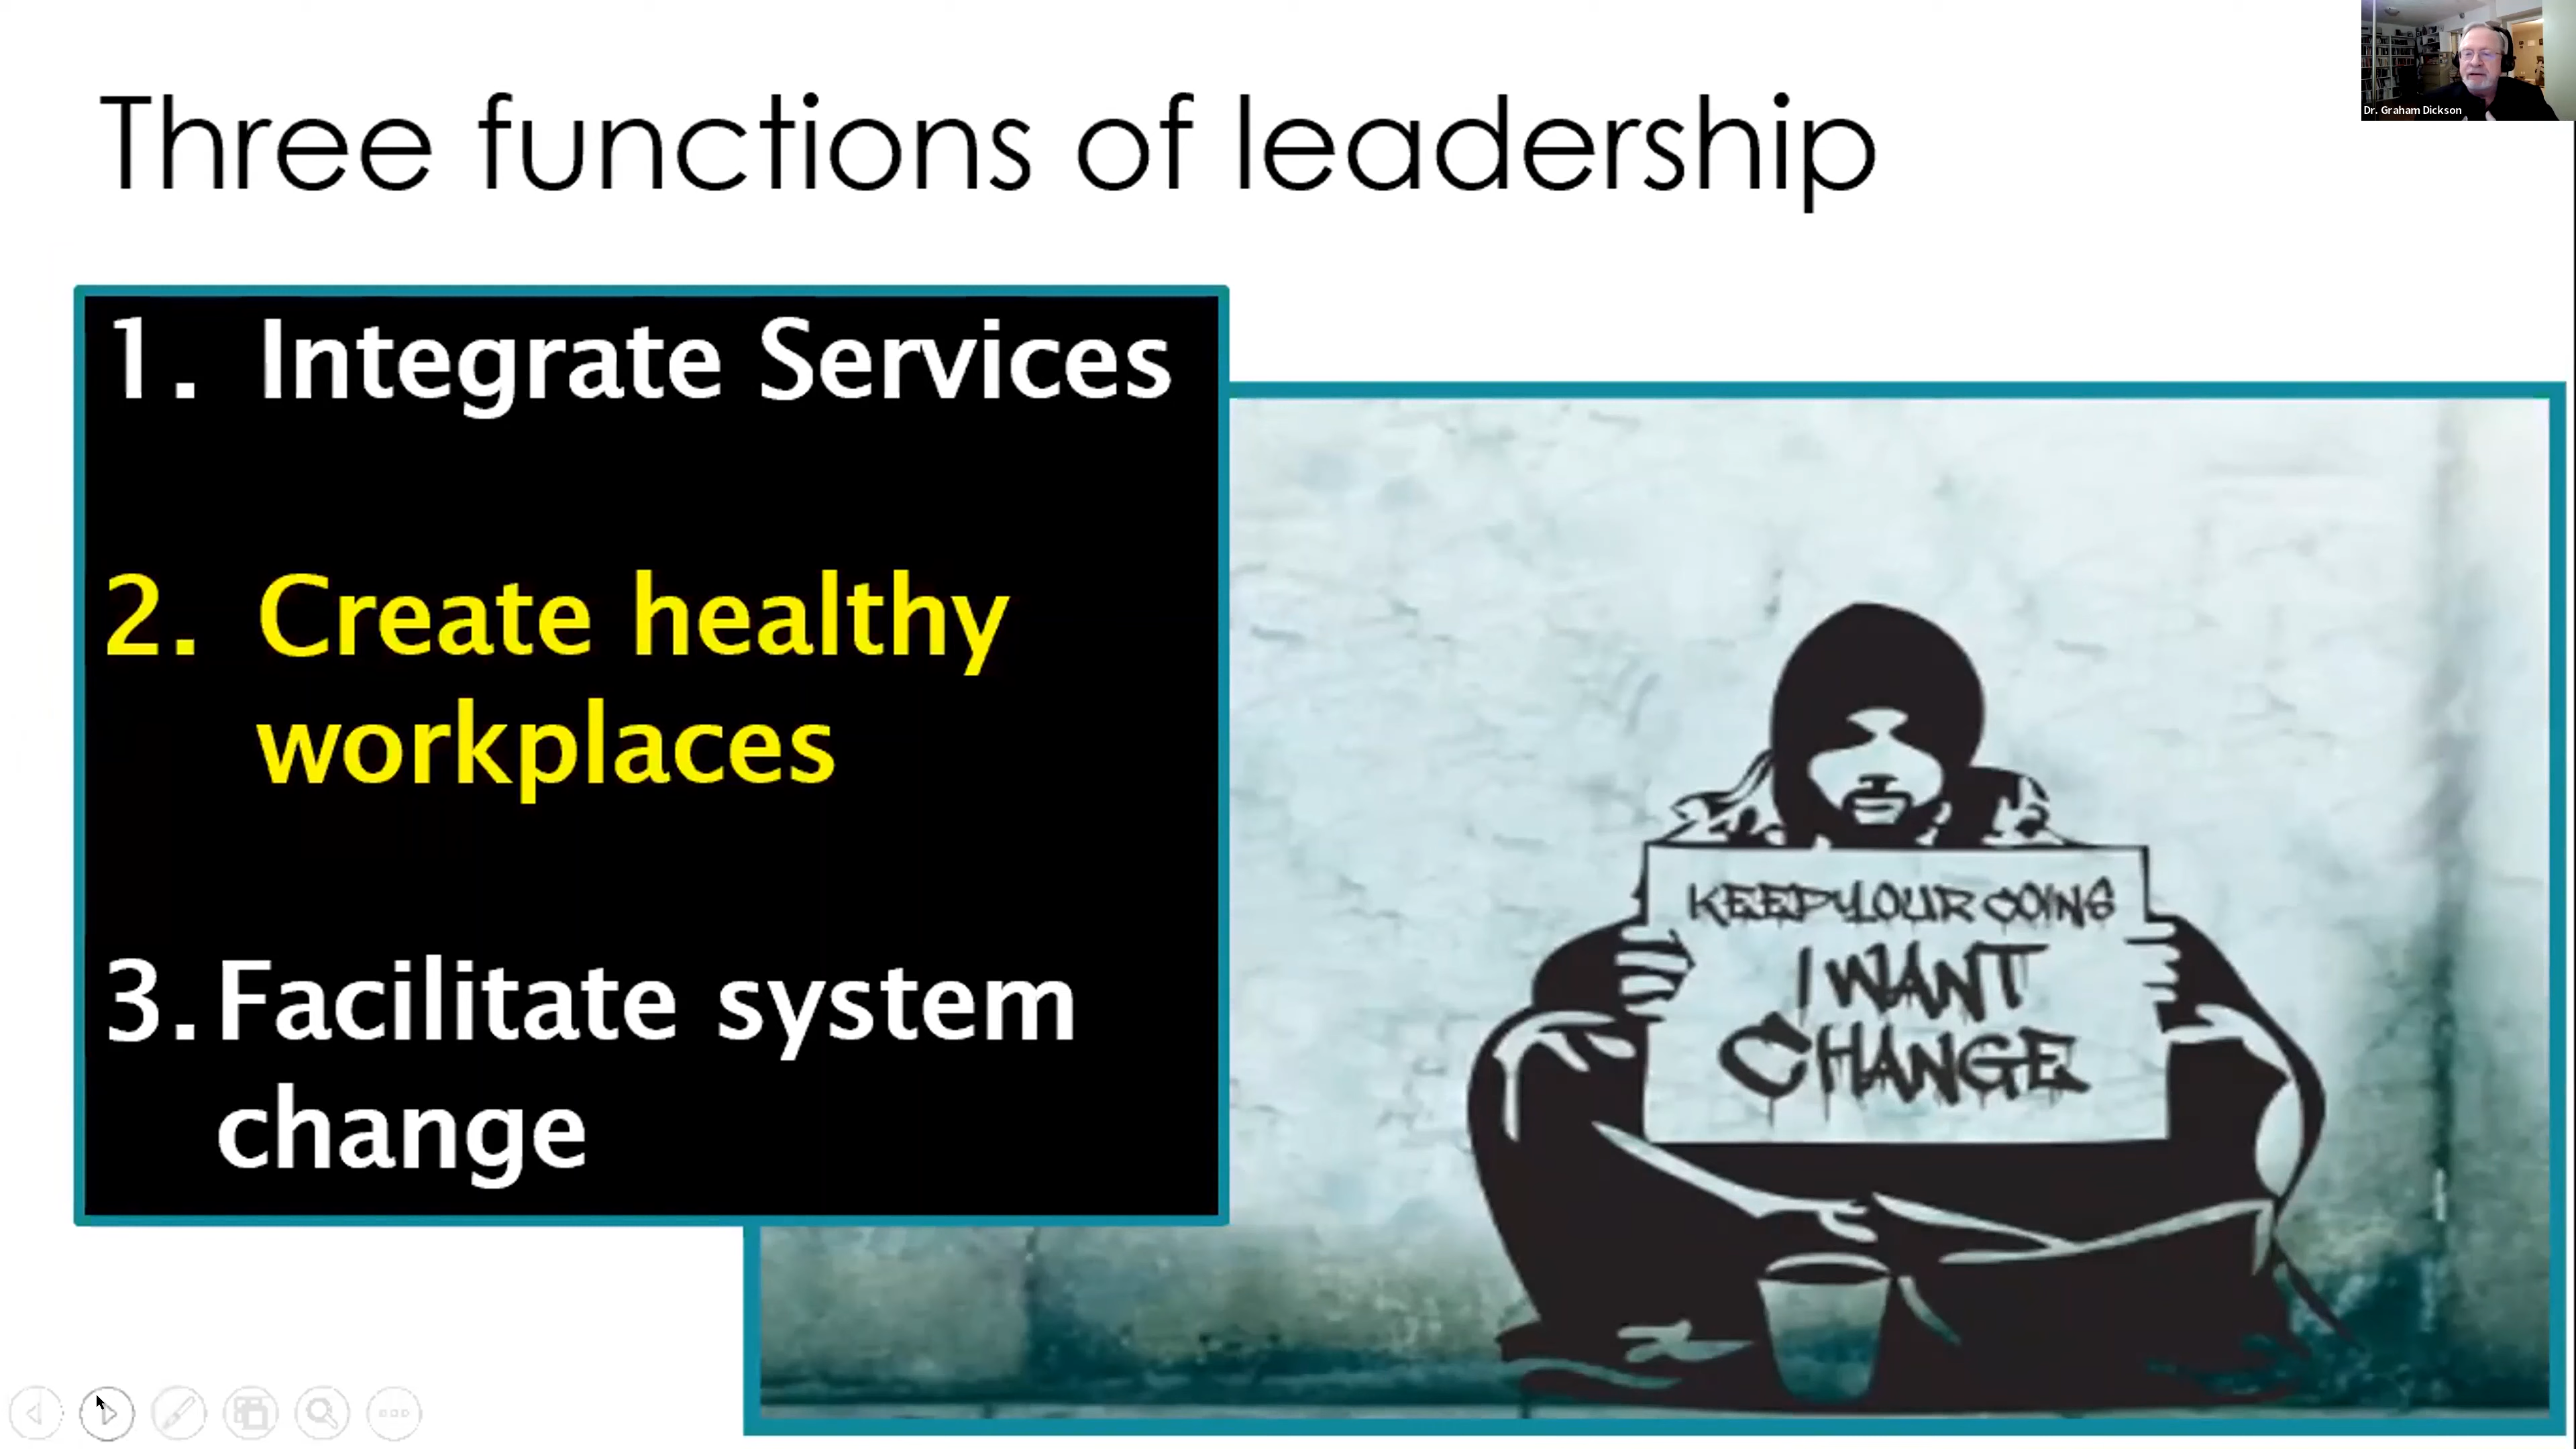 Three functions of leadership
Dr. Graham Dickson
1. Integrate Services
2. Create healthy
workplaces
3. Facilitate system
change
KEEP YOUR COINS
I WANT
CHANGE